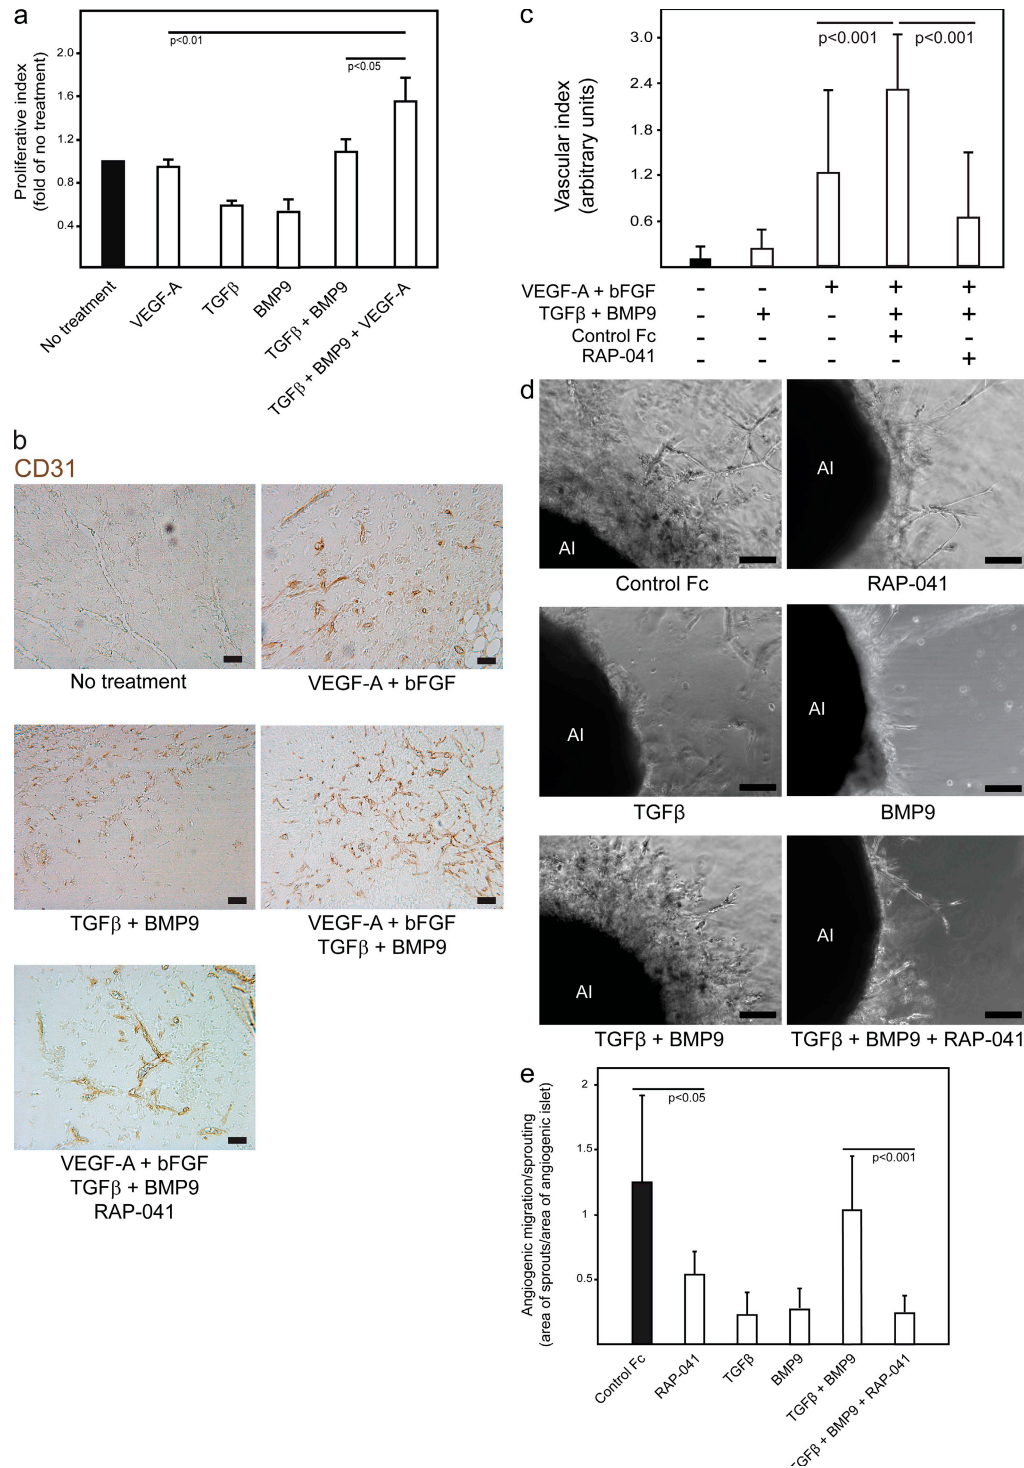 a
p<0.01
p<0.05
2.0
1.6
1.2
0.8
0.4
Proliferative index
(fold of no treatment)
No treatment
VEGF-A
TGFβ
BMP9
TGFβ + BMP9
TGFβ + BMP9 + VEGF-A
b
CD31
No treatment
VEGF-A + bFGF
TGFβ + BMP9
VEGF-A + bFGF
TGFβ + BMP9
VEGF-A + bFGF
TGFβ + BMP9
RAP-041
c
p<0.001
p<0.001
3.0
2.4
1.8
1.2
0.6
Vascular index
(arbitrary units)
VEGF-A + bFGF - - + + +
TGFβ + BMP9 - + - + +
Control Fc - - - + -
RAP-041 - - - - +
d
AI
Control Fc
AI
RAP-041
AI
TGFβ
AI
BMP9
AI
TGFβ + BMP9
AI
TGFβ + BMP9 + RAP-041
e
p<0.05
p<0.001
2
1.5
1
0.5
Angiogenic migration/sprouting
(area of sprouts/area of angiogenic islet)
Control Fc
RAP-041
TGFβ
BMP9
TGFβ + BMP9
TGFβ + BMP9 + RAP-041